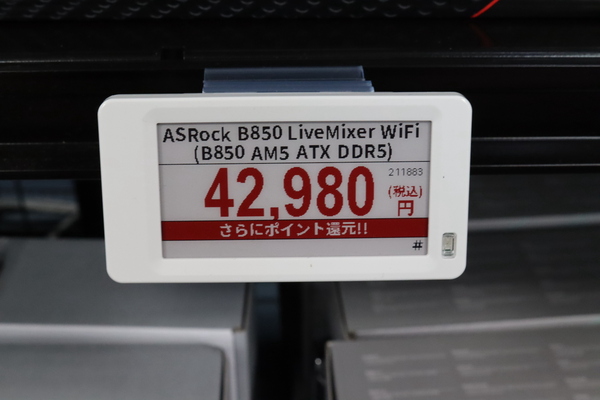 ASRock B850 LiveMixer WiFi
(B850 AM5 ATX DDR5)
211883
42,980
(税込)
円
さらにポイント還元!!
#